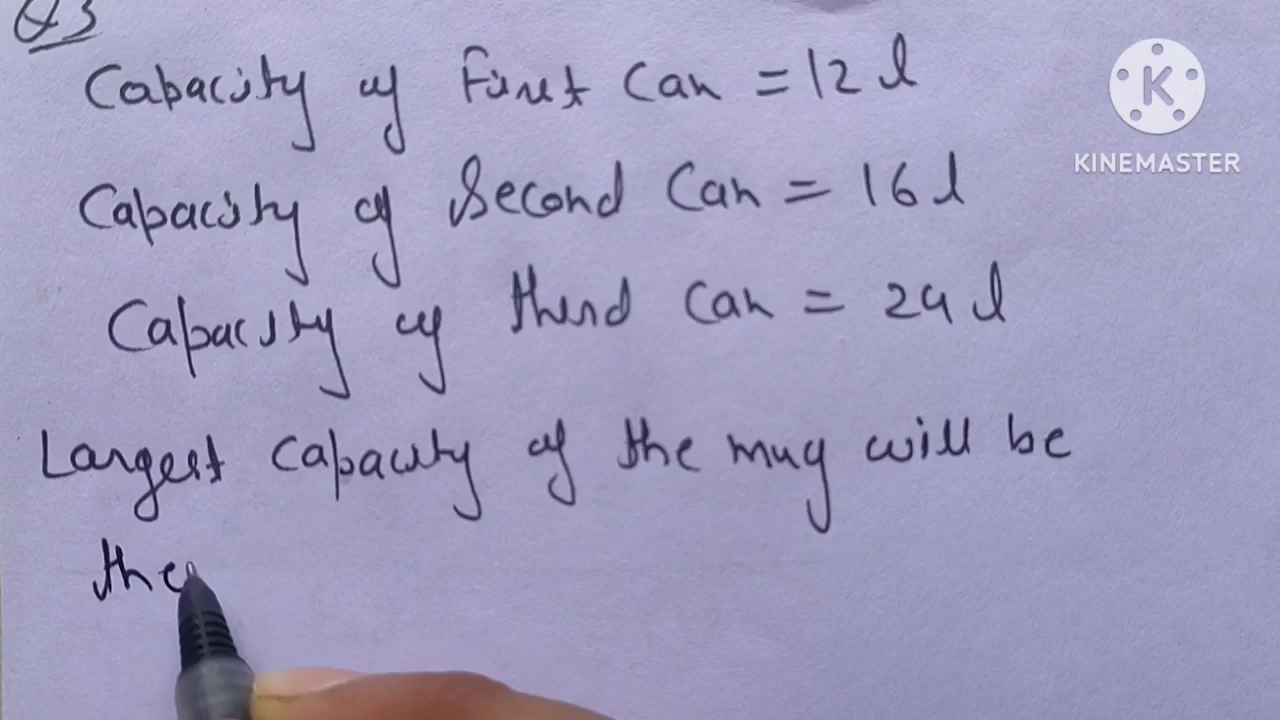 Q3
Capacity of First Can = 12 l
KINEMASTER
Capacity of Second Can = 16 l
Capacity of third Can = 24 l
Largest capacity of the mug will be
the